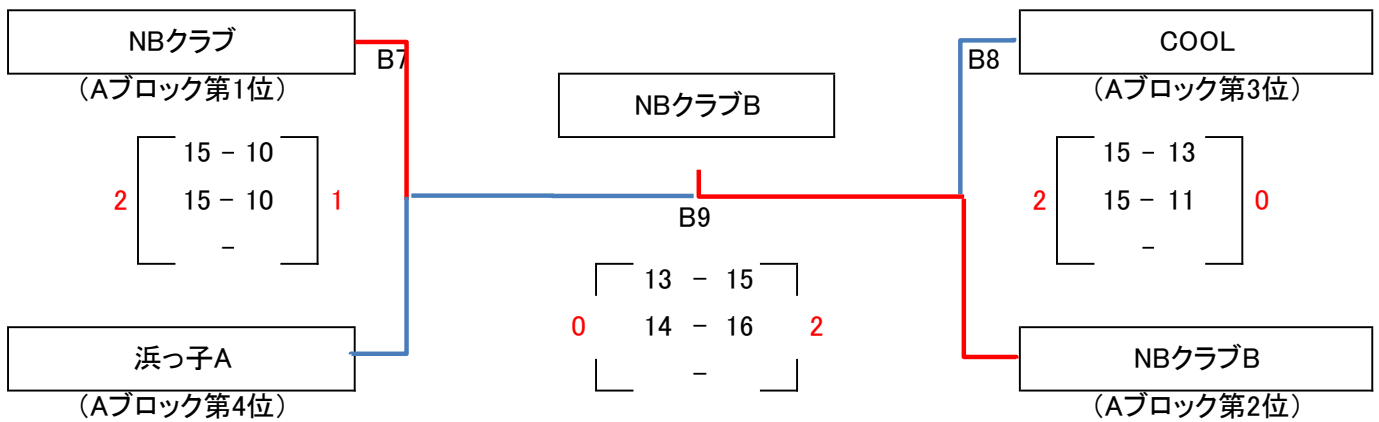 NBクラブ
(Aブロック第1位)
B7
NBクラブB
B8
COOL
(Aブロック第3位)
15 - 10
2 15 - 10 1
-
B9
13 - 15
0 14 - 16 2
-
15 - 13
2 15 - 11 0
-
浜っ子A
(Aブロック第4位)
NBクラブB
(Aブロック第2位)